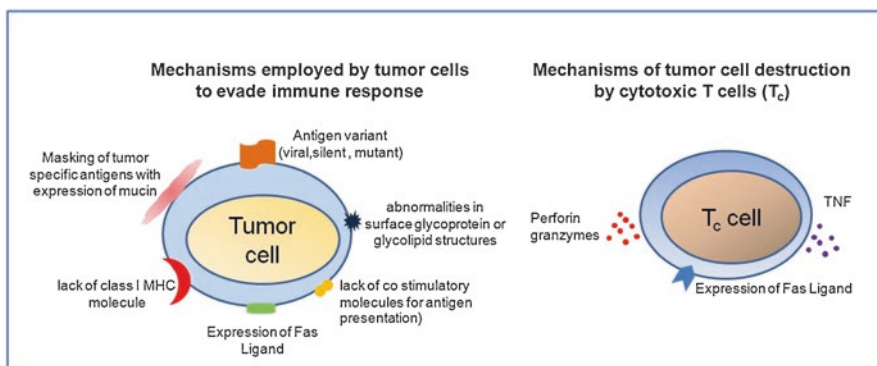 Mechanisms employed by tumor cells
to evade immune response
Antigen variant
(viral,silent , mutant)
Masking of tumor
specific antigens with
expression of mucin
Tumor
cell
abnormalities in
surface glycoprotein or
glycolipid structures
lack of class I MHC
molecule
lack of co stimulatory
molecules for antigen
presentation)
Expression of Fas
Ligand
Mechanisms of tumor cell destruction
by cytotoxic T cells (Tc)
Perforin
granzymes
Tc cell
TNF
Expression of Fas Ligand